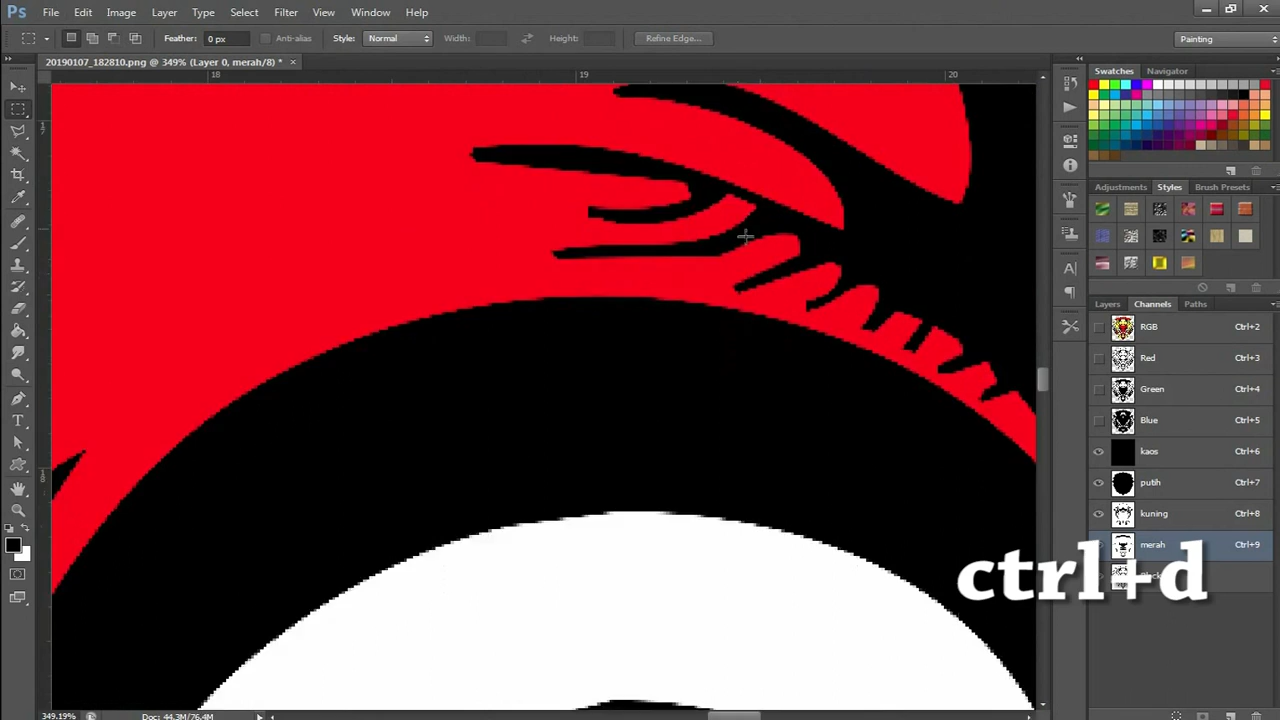 Ps File Edit Image Layer Type Select Filter View Window Help
Feather: 0 px Anti-alias Style: Normal Width: Height: Refine Edge... Painting
20190107_182810.png @ 349% (Layer 0, merah/8) * ×
18 19 20
Swatches Navigator
Adjustments Styles Brush Presets
Layers Channels Paths
RGB Ctrl+2
Red Ctrl+3
Green Ctrl+4
Blue Ctrl+5
kaos Ctrl+6
putih Ctrl+7
kuning Ctrl+8
merah Ctrl+9
ctrl+d
349.19% Doc: 44.3M/76.4M